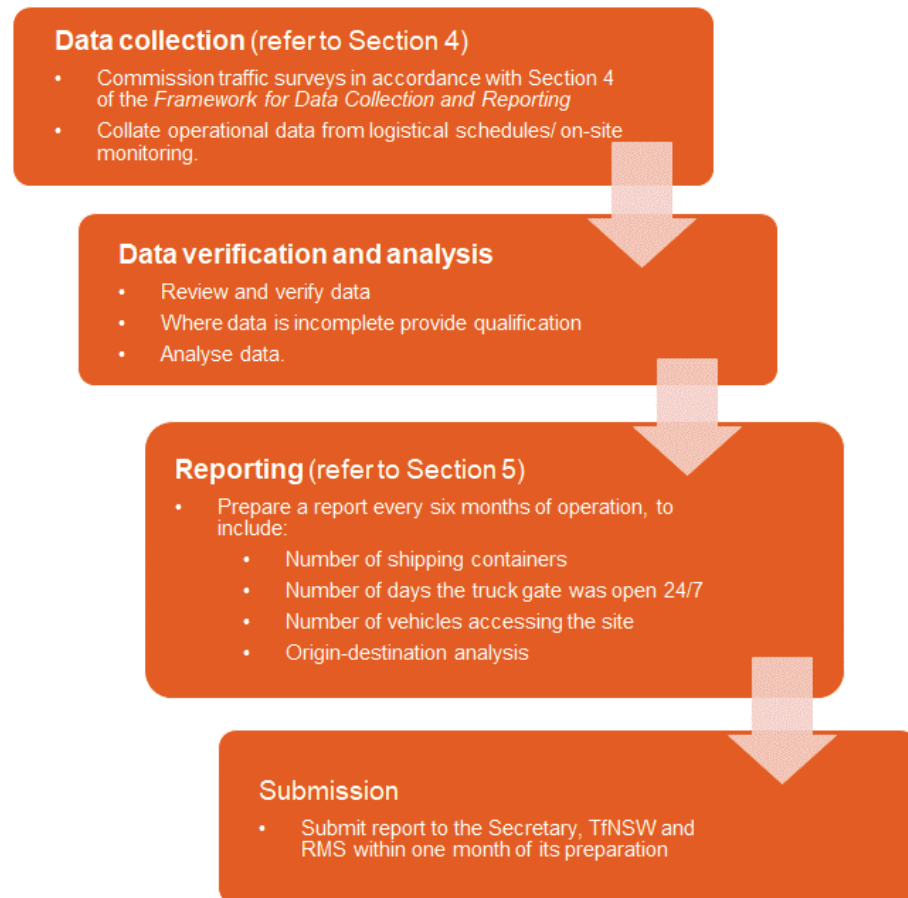 Data collection (refer to Section 4)
• Commission traffic surveys in accordance with Section 4
of the Framework for Data Collection and Reporting
• Collate operational data from logistical schedules/ on-site
monitoring.
Data verification and analysis
• Review and verify data
• Where data is incomplete provide qualification
• Analyse data.
Reporting (refer to Section 5)
• Prepare a report every six months of operation, to
include:
• Number of shipping containers
• Number of days the truck gate was open 24/7
• Number of vehicles accessing the site
• Origin-destination analysis
Submission
• Submit report to the Secretary, TfNSW and
RMS within one month of its preparation